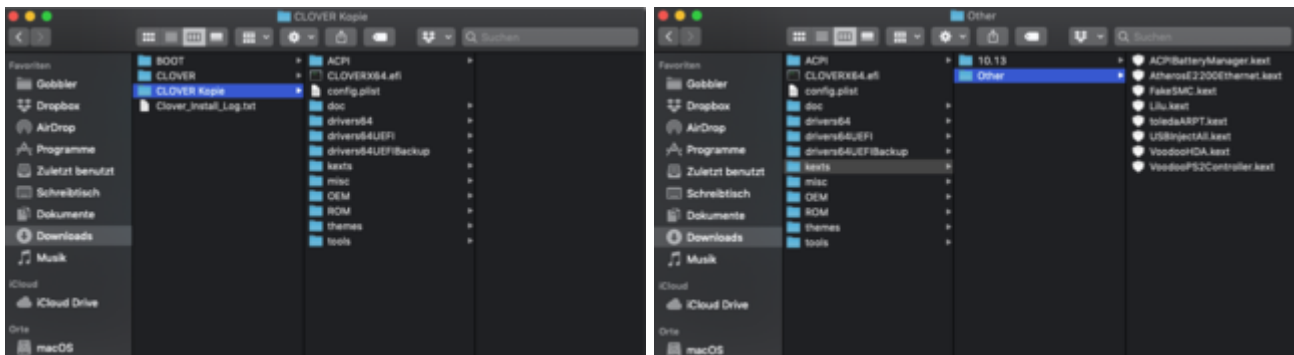 CLOVER Kopie
Suchen
Favoriten
Gobbler
Dropbox
AirDrop
Programme
Zuletzt benutzt
Schreibtisch
Dokumente
Downloads
Musik
iCloud
iCloud Drive
Orte
macOS
BOOT
CLOVER
CLOVER Kopie
Clover_Install_Log.txt
ACPI
CLOVERX64.efi
config.plist
doc
drivers64
drivers64UEFI
drivers64UEFIBackup
kexts
misc
OEM
ROM
themes
tools
Other
Suchen
Favoriten
Gobbler
Dropbox
AirDrop
Programme
Zuletzt benutzt
Schreibtisch
Dokumente
Downloads
Musik
iCloud
iCloud Drive
Orte
macOS
ACPI
CLOVERX64.efi
config.plist
doc
drivers64
drivers64UEFI
drivers64UEFIBackup
kexts
misc
OEM
ROM
themes
tools
10.13
Other
ACPIBatteryManager.kext
AtherosE2200Ethernet.kext
FakeSMC.kext
Lilu.kext
toledaARPT.kext
USBInjectAll.kext
VoodooHDA.kext
VoodooPS2Controller.kext